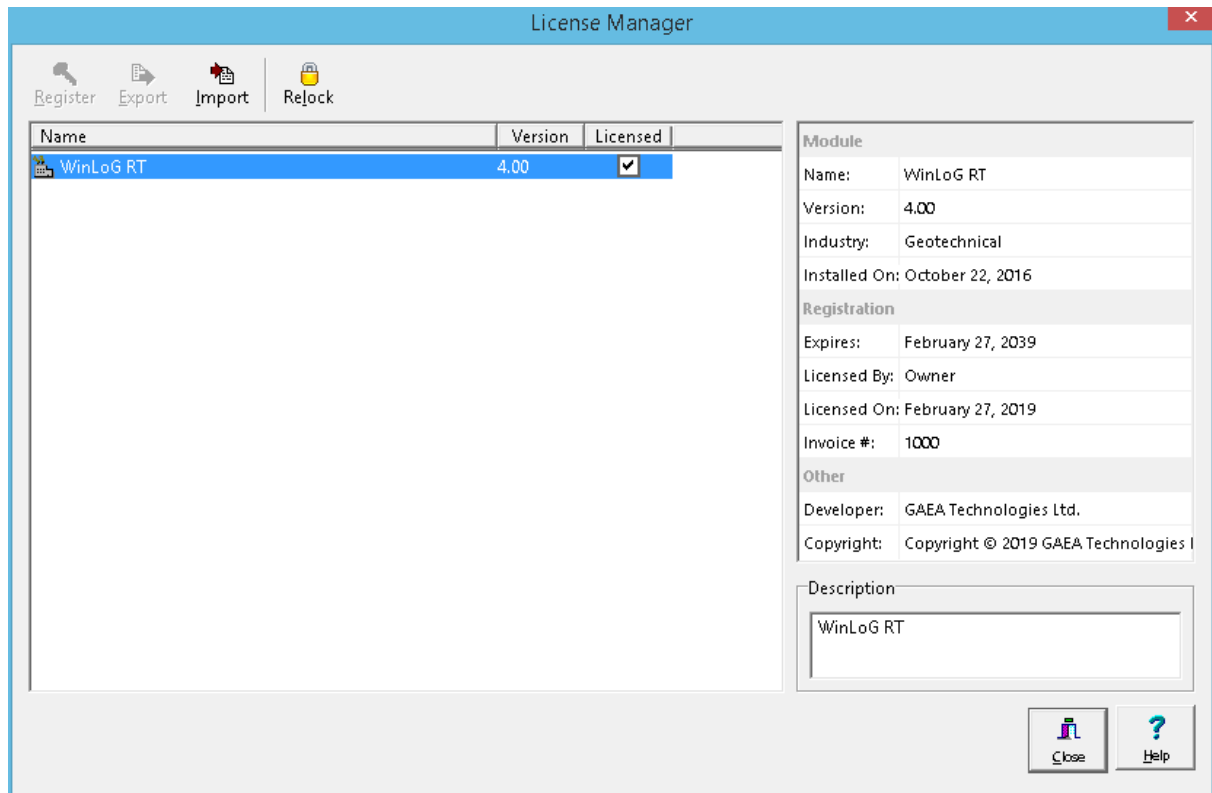 License Manager
Register Export Import Relock
Name Version Licensed
WinLoG RT 4.00
Module
Name: WinLoG RT
Version: 4.00
Industry: Geotechnical
Installed On: October 22, 2016
Registration
Expires: February 27, 2039
Licensed By: Owner
Licensed On: February 27, 2019
Invoice #: 1000
Other
Developer: GAEA Technologies Ltd.
Copyright: Copyright © 2019 GAEA Technologies
Description
WinLoG RT
Close Help